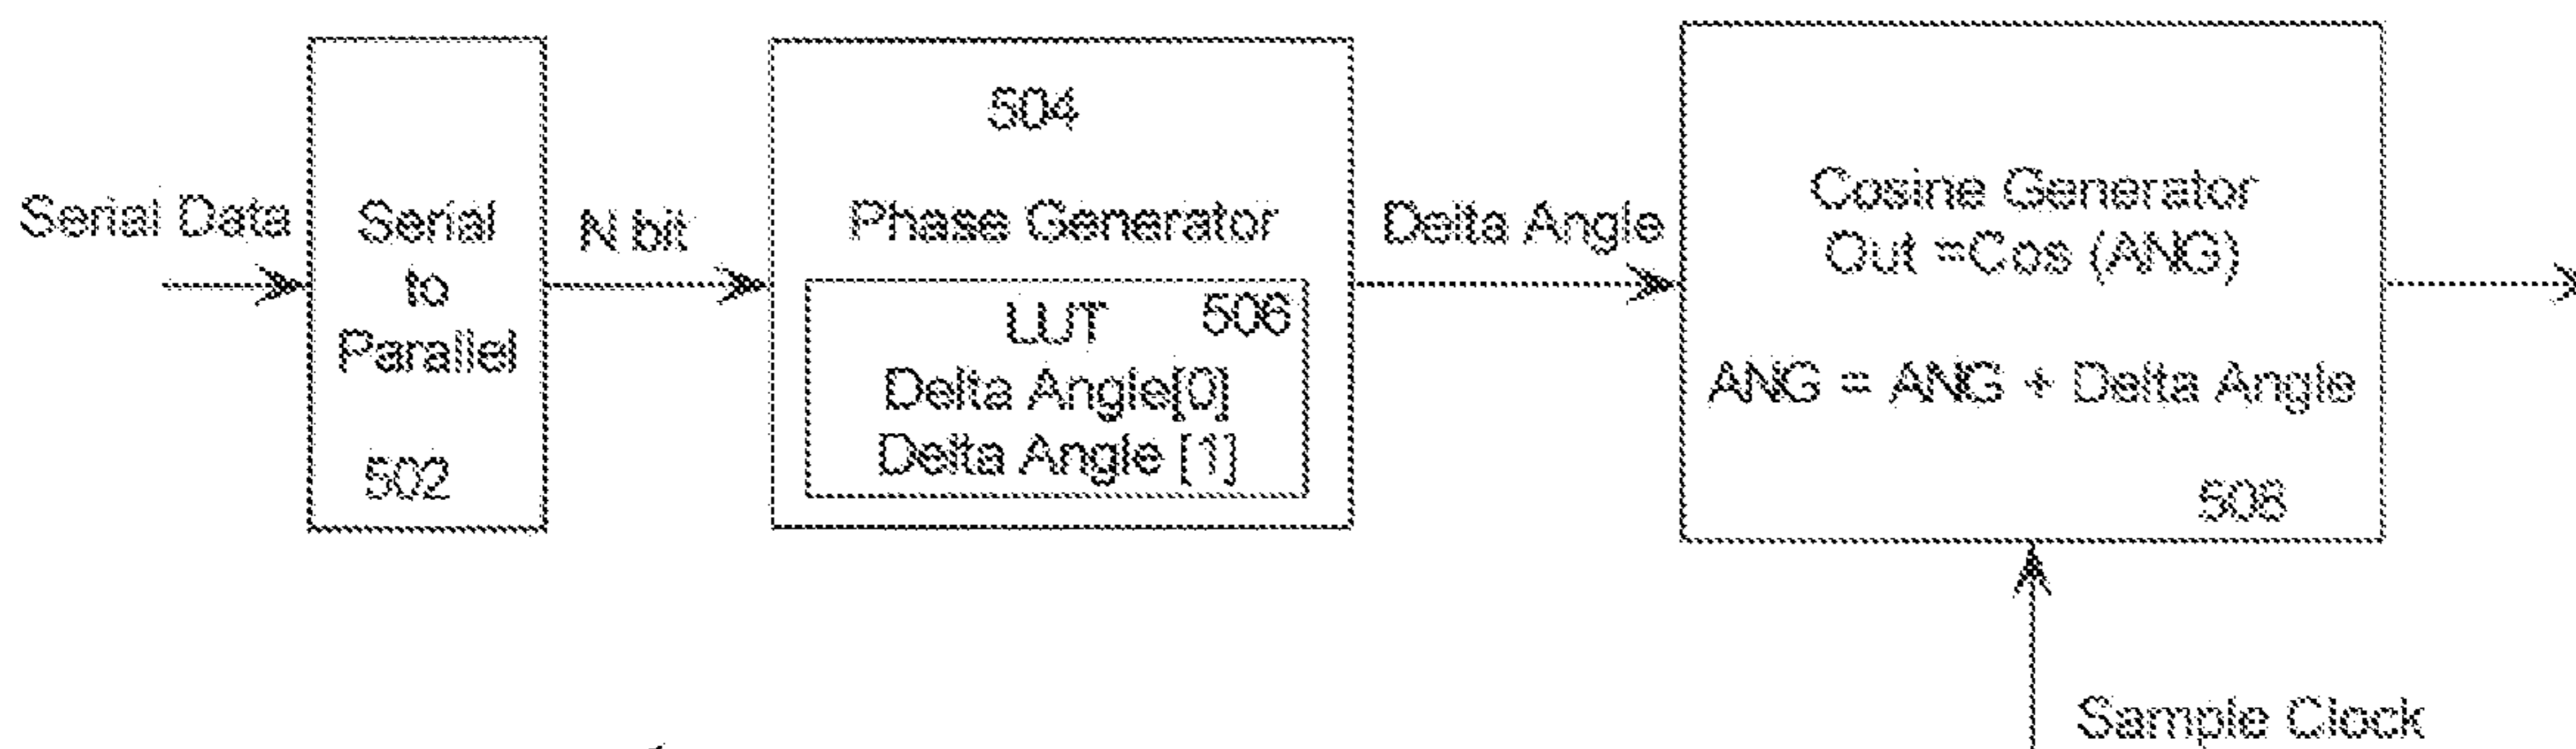 Serial Data
Serial
to
Parallel
502
N bit
504
Phase Generator
LUT 506
Delta Angle[0]
Delta Angle [1]
Delta Angle
Cosine Generator
Out =Cos (ANG)
ANG = ANG + Delta Angle
508
Sample Clock